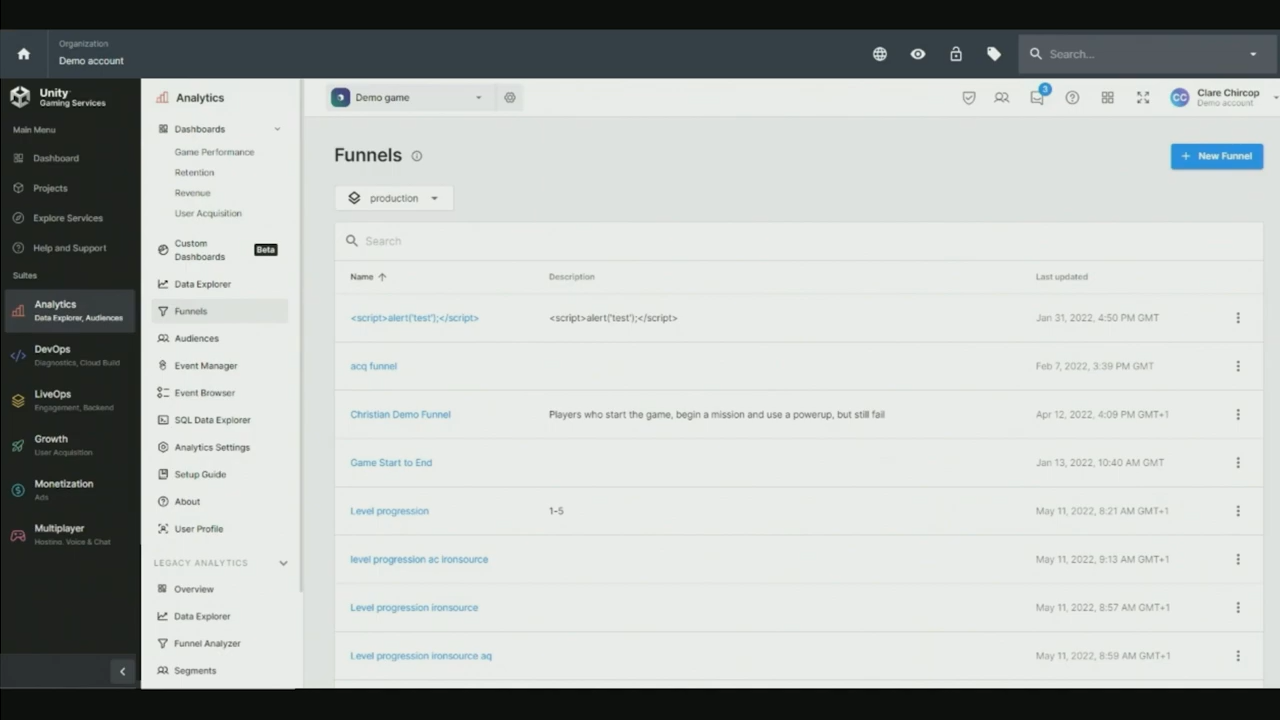 Organization
Demo account
Search...
Unity
Gaming Services
Main Menu
Dashboard
Projects
Explore Services
Help and Support
Suites
Analytics
Data Explorer, Audiences
DevOps
Diagnostics, Cloud Build
LiveOps
Engagement, Backend
Growth
User Acquisition
Monetization
Ads
Multiplayer
Hosting, Voice & Chat
Analytics
Dashboards
Game Performance
Retention
Revenue
User Acquisition
Custom
Dashboards
Beta
Data Explorer
Funnels
Audiences
Event Manager
Event Browser
SQL Data Explorer
Analytics Settings
Setup Guide
About
User Profile
LEGACY ANALYTICS
Overview
Data Explorer
Funnel Analyzer
Segments
Demo game
3
CC
Clare Chircop
Demo account
Funnels
+ New Funnel
production
Search
Name Description Last updated
<script>alert('test');</script> <script>alert('test');</script> Jan 31, 2022, 4:50 PM GMT
acq funnel Feb 7, 2022, 3:39 PM GMT
Christian Demo Funnel Players who start the game, begin a mission and use a powerup, but still fail Apr 12, 2022, 4:09 PM GMT+1
Game Start to End Jan 13, 2022, 10:40 AM GMT
Level progression 1-5 May 11, 2022, 8:21 AM GMT+1
level progression ac ironsource May 11, 2022, 9:13 AM GMT+1
Level progression ironsource May 11, 2022, 8:57 AM GMT+1
Level progression ironsource aq May 11, 2022, 8:59 AM GMT+1